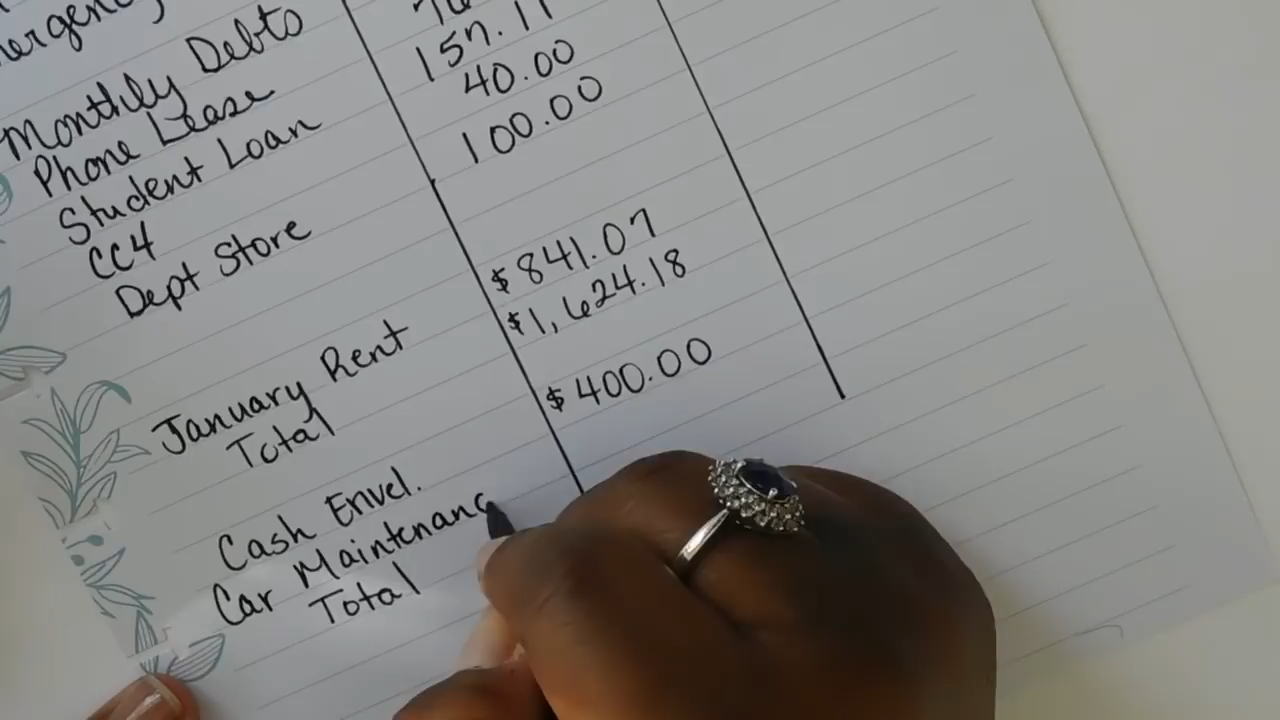 Monthly Debts
Phone Lease
Student Loan 157.11
CC4 40.00
Dept Store 100.00
January Rent $841.07
Total $1,624.18
Cash Envel. $400.00
Car Maintenanc
Total